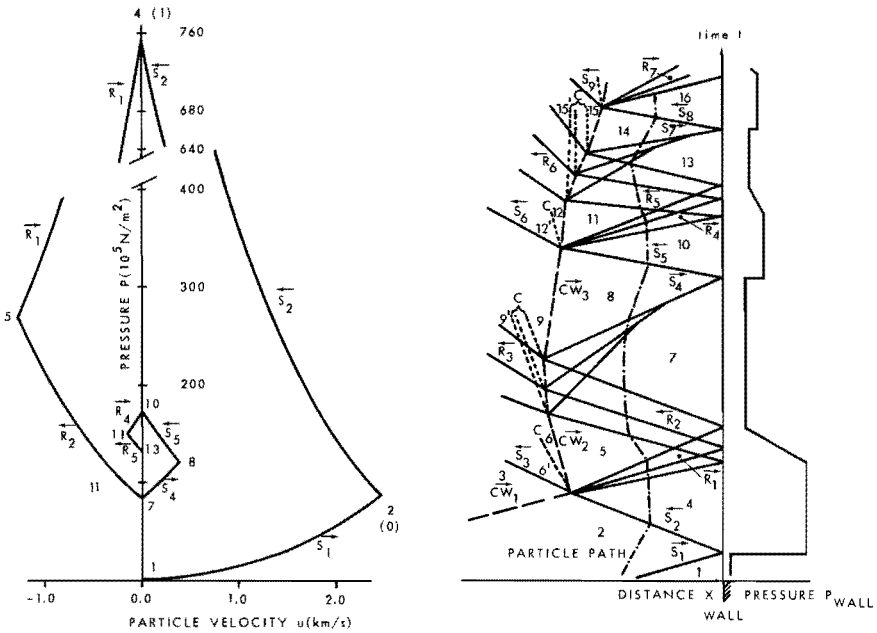 4 (1)
760
R1
S2
680
640
400
R1
PRESSURE P(10^5N/m^2)
S2
300
5
200
R4
10
S5
11
R5
13
8
R2
S4
11
7
2
(0)
S1
1
-1.0
0.0
1.0
2.0
PARTICLE VELOCITY u(km/s)
time t
R7
S9
16
C
15'
15
S8
S7
14
13
R6
R5
C
12
S6
12'
11
R4
10
S5
CW3
S4
8
C
9'
9
R3
7
R2
C
6
CW2
S3
6'
5
3
R1
CW1
4
S2
2
S1
PARTICLE PATH
1
DISTANCE X
PRESSURE PWALL
WALL